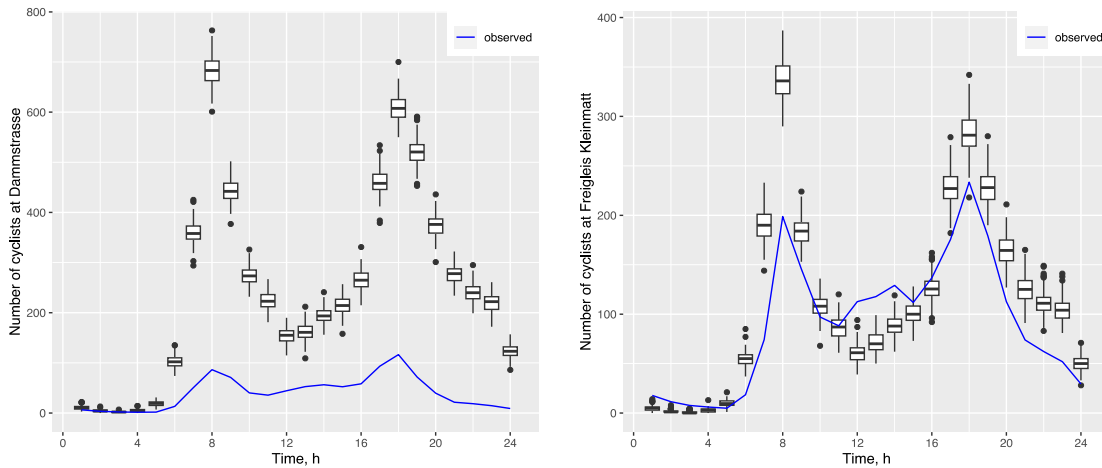 800
600
400
200
0
Number of cyclists at Dammstrasse
0 4 8 12 16 20 24
Time, h
observed
400
300
200
100
0
Number of cyclists at Freigleis Kleinmatt
0 4 8 12 16 20 24
Time, h
observed